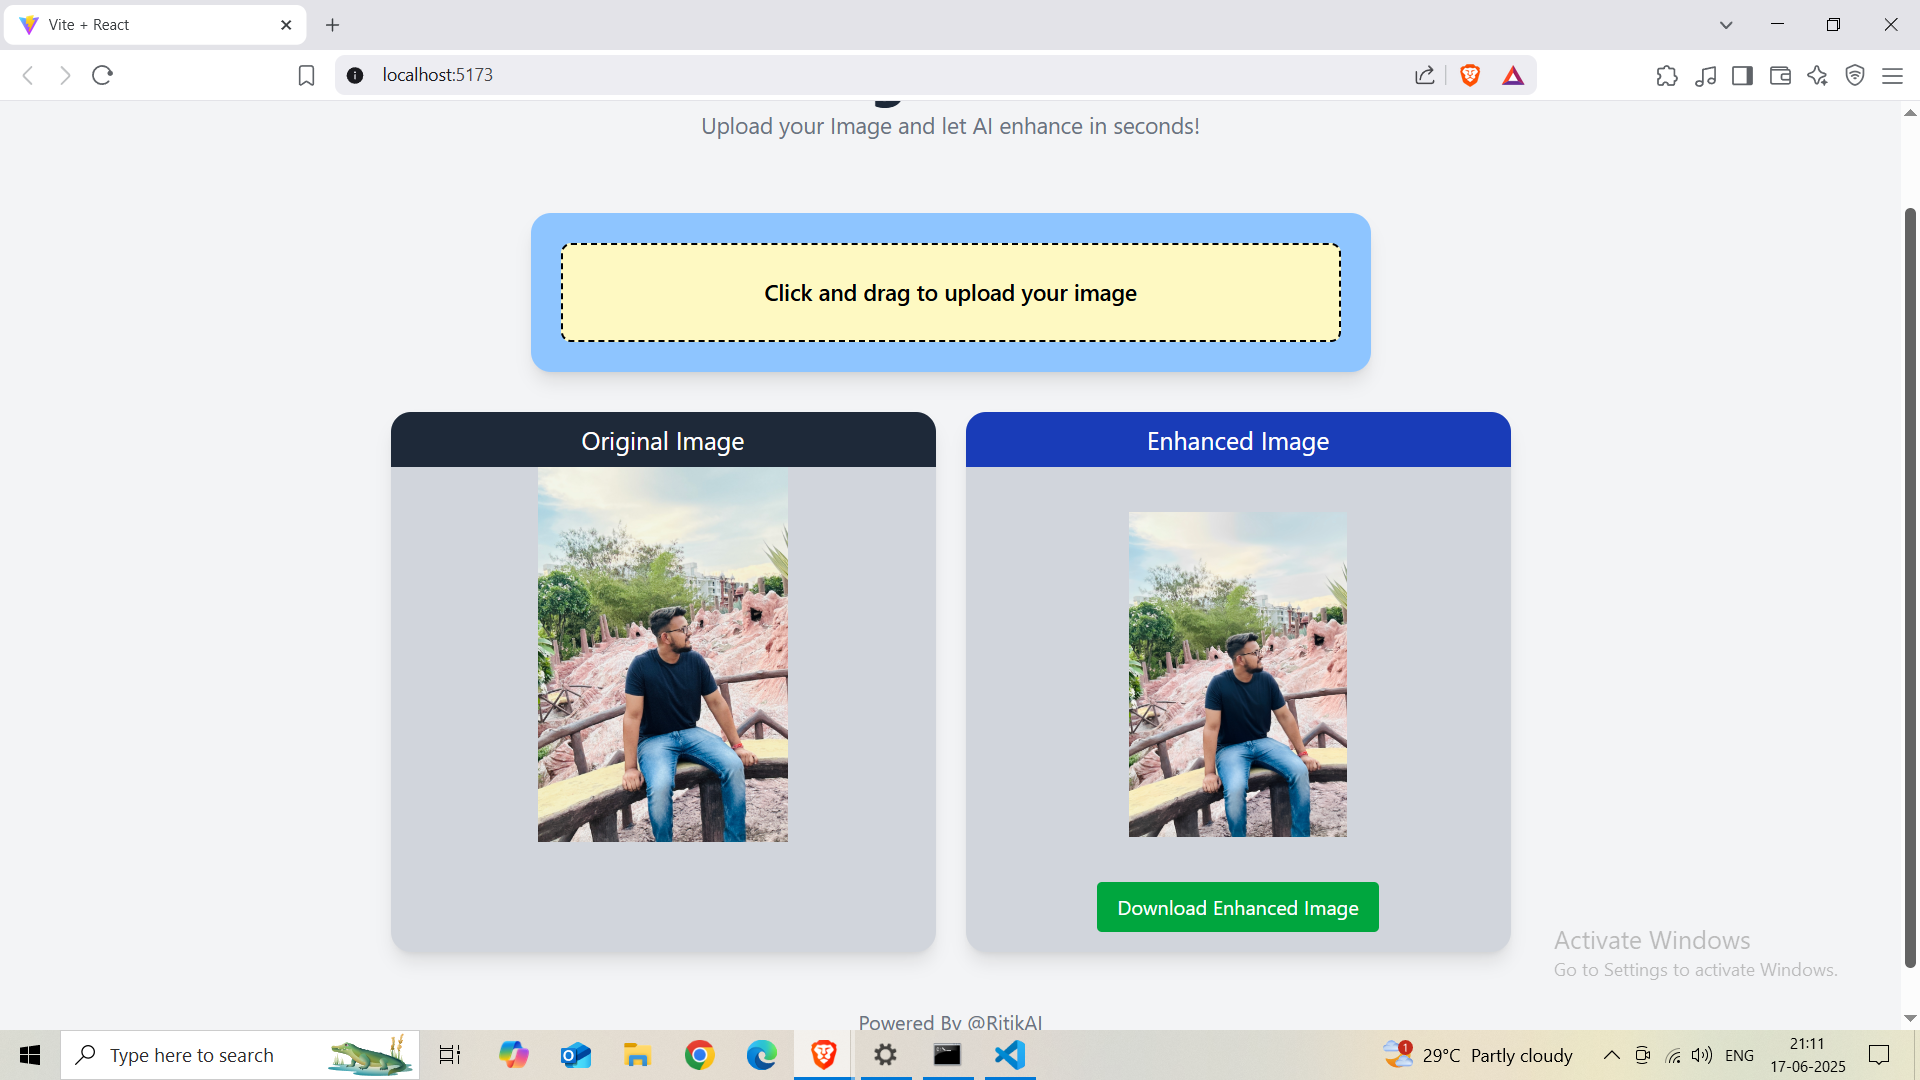 Vite + React
localhost:5173
Upload your Image and let AI enhance in seconds!
Click and drag to upload your image
Original Image
Enhanced Image
Download Enhanced Image
Activate Windows
Go to Settings to activate Windows.
Powered By @RitikAI
Type here to search
1
29°C Partly cloudy
ENG
21:11
17-06-2025